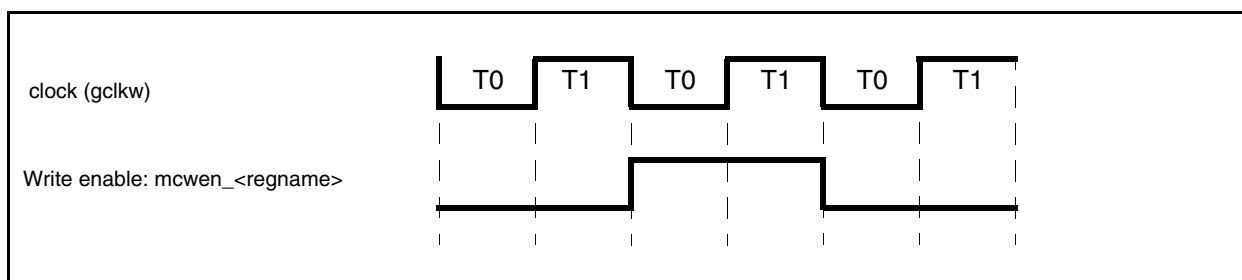 clock (gclkw) T0 T1 T0 T1 T0 T1
Write enable: mcwen_<regname>